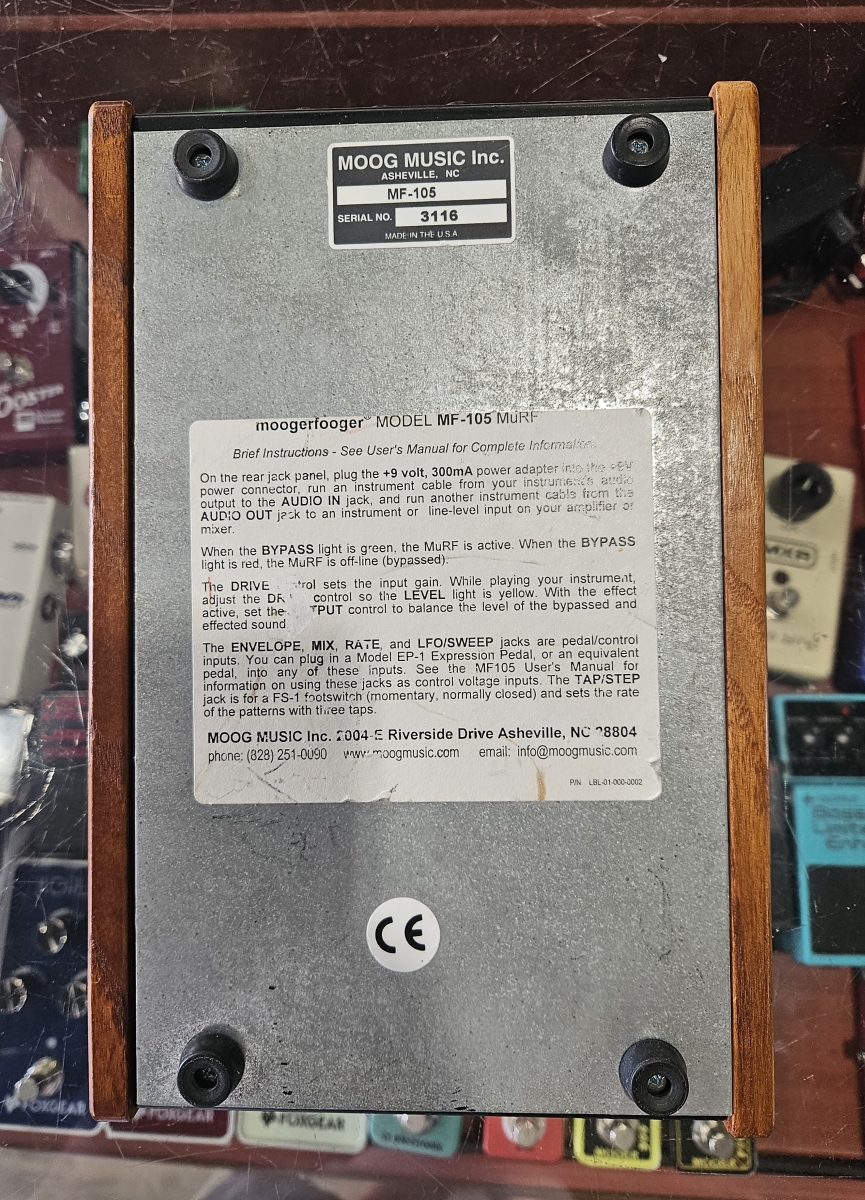 MOOG MUSIC Inc.
ASHEVILLE, NC
MF-105
SERIAL NO. 3116
MADE IN THE U.S.A.
moogerfooger® MODEL MF-105 MuRF
Brief Instructions - See User's Manual for Complete Information
On the rear jack panel, plug the +9 volt, 300mA power adapter into the +9V
power connector, run an instrument cable from your instrument's audio
output to the AUDIO IN jack, and run another instrument cable from the
AUDIO OUT jack to an instrument or line-level input on your amplifier or
mixer.
When the BYPASS light is green, the MuRF is active. When the BYPASS
light is red, the MuRF is off-line (bypassed).
The DRIVE sets the input gain. While playing your instrument,
adjust the control so the LEVEL light is yellow. With the effect
active, set the control to balance the level of the bypassed and
effected sound
The ENVELOPE, MIX, RATE, and LFO/SWEEP jacks are pedal/control
inputs. You can plug in a Model EP-1 Expression Pedal, or an equivalent
pedal, into any of these inputs. See the MF105 User's Manual for
information on using these jacks as control voltage inputs. The TAP/STEP
jack is for a FS-1 footswitch (momentary, normally closed) and sets the rate
of the patterns with three taps.
MOOG MUSIC Inc. 2004-E Riverside Drive Asheville, NC 28804
phone: (828) 251-0090 www.moogmusic.com email: info@moogmusic.com
P/N LBL-01-000-0002
CE
MXR
FOXGEAR
FOXGEAR